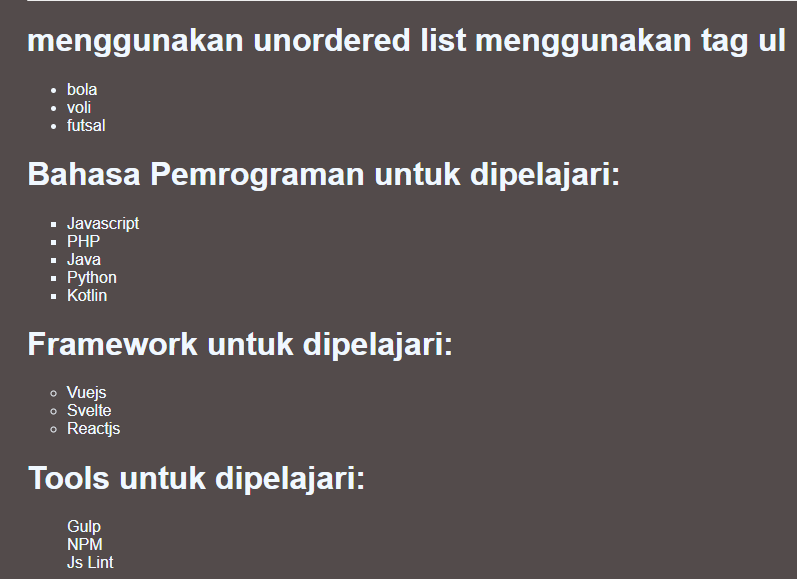 menggunakan unordered list menggunakan tag ul
bola
voli
futsal
Bahasa Pemrograman untuk dipelajari:
Javascript
PHP
Java
Python
Kotlin
Framework untuk dipelajari:
Vuejs
Svelte
Reactjs
Tools untuk dipelajari:
Gulp
NPM
Js Lint